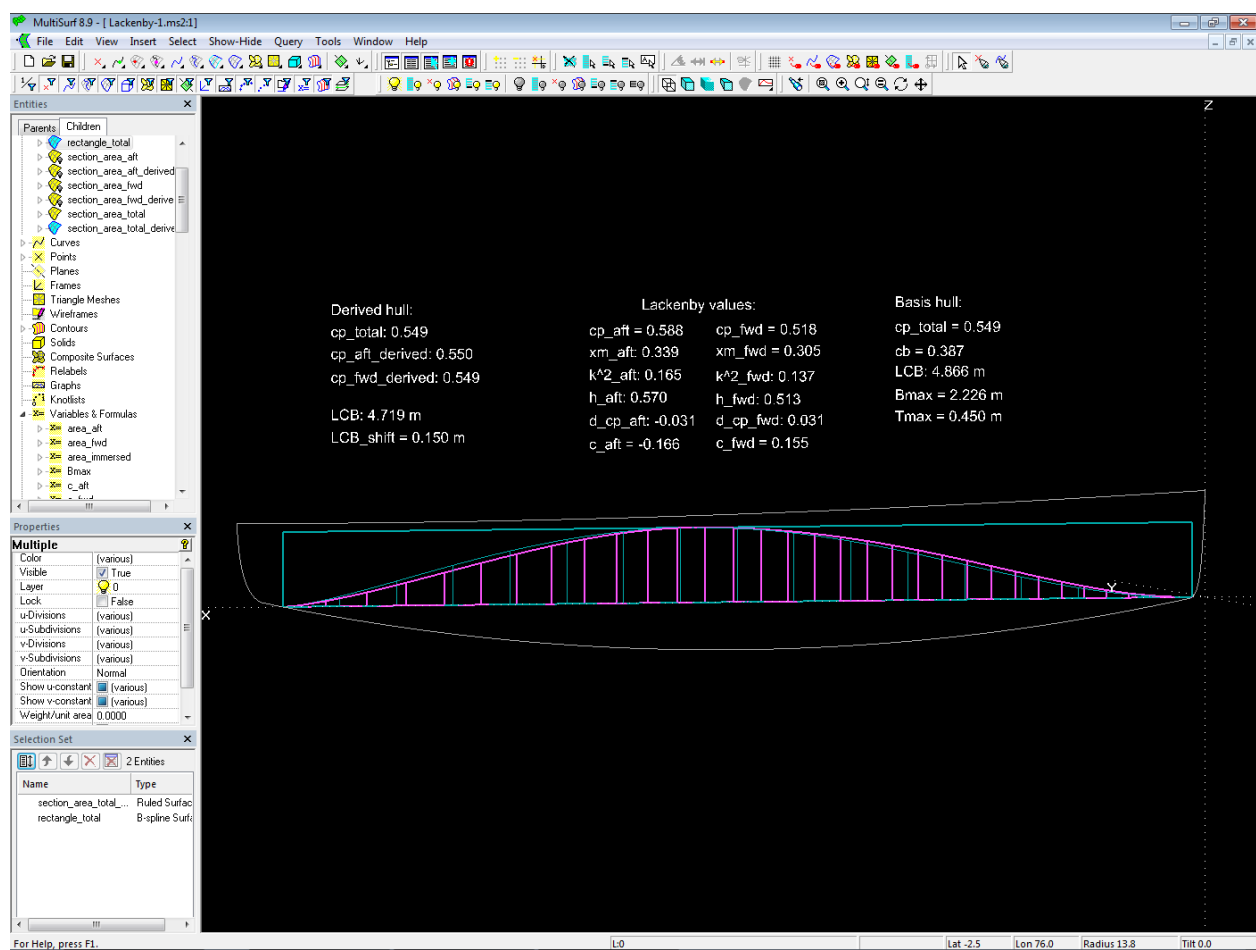 MultiSurf 8.9 - [ Lackenby-1.ms2:1]
File Edit View Insert Select Show-Hide Query Tools Window Help
Entities
Parents Children
rectangle_total
section_area_aft
section_area_aft_derived
section_area_fwd
section_area_fwd_derive
section_area_total
section_area_total_derive
Curves
Points
Planes
Frames
Triangle Meshes
Wireframes
Contours
Solids
Composite Surfaces
Relabels
Graphs
Knotlists
Variables & Formulas
area_aft
area_fwd
area_immersed
Bmax
c_aft
Properties
Multiple
Color (various)
Visible True
Layer 0
Lock False
u-Divisions (various)
u-Subdivisions (various)
v-Divisions (various)
v-Subdivisions (various)
Orientation Normal
Show u-constant (various)
Show v-constant (various)
Weight/unit area 0.0000
Selection Set
2 Entities
Name Type
section_area_total_... Ruled Surfac
rectangle_total B-spline Surfa
Z
Derived hull:
cp_total: 0.549
cp_aft_derived: 0.550
cp_fwd_derived: 0.549
LCB: 4.719 m
LCB_shift = 0.150 m
Lackenby values:
cp_aft = 0.588 cp_fwd = 0.518
xm_aft: 0.339 xm_fwd = 0.305
k^2_aft: 0.165 k^2_fwd: 0.137
h_aft: 0.570 h_fwd: 0.513
d_cp_aft: -0.031 d_cp_fwd: 0.031
c_aft = -0.166 c_fwd = 0.155
Basis hull:
cp_total = 0.549
cb = 0.387
LCB: 4.866 m
Bmax = 2.226 m
Tmax = 0.450 m
Y
X
For Help, press F1. L:0 Lat -2.5 Lon 76.0 Radius 13.8 Tilt 0.0